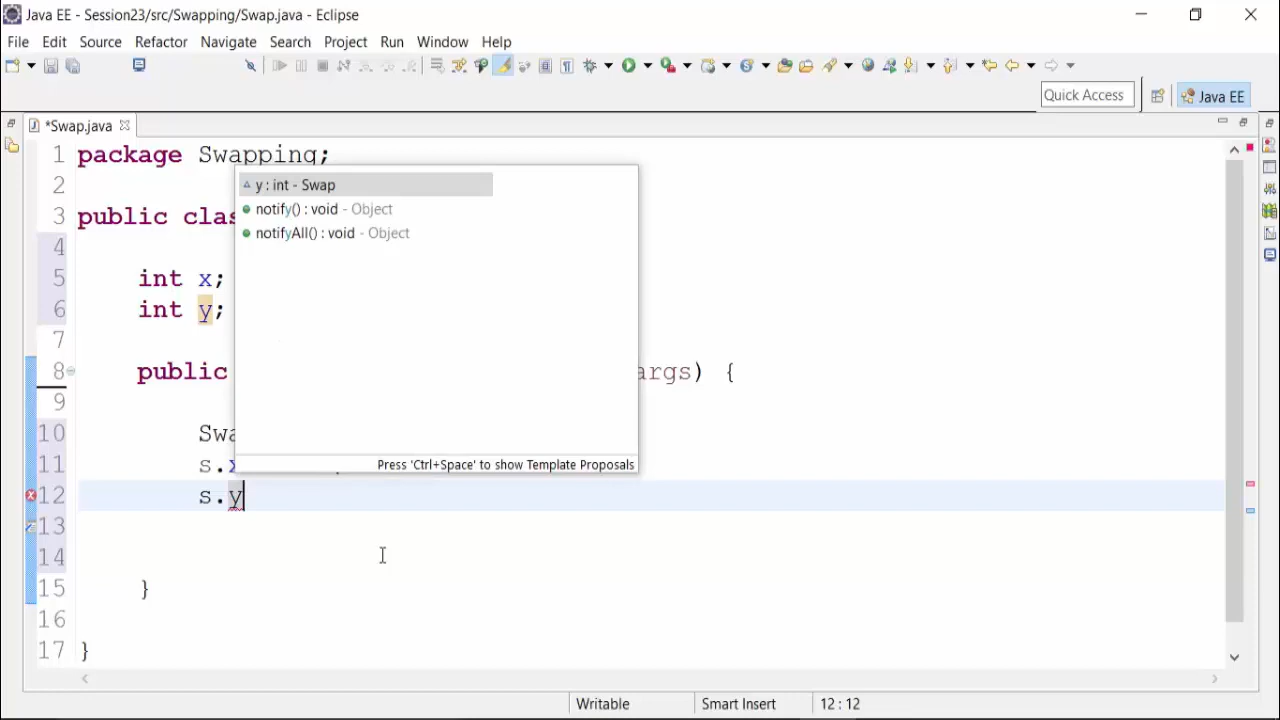 Java EE - Session23/src/Swapping/Swap.java - Eclipse
File Edit Source Refactor Navigate Search Project Run Window Help
Quick Access
Java EE
*Swap.java
1 package Swapping;
2
3 public clas
4
5 int x;
6 int y;
7
8 public args) {
9
10 Swa
11 s.x
12 s.y
13
14
15 }
16
17 }
y : int - Swap
notify() : void - Object
notifyAll() : void - Object
Press 'Ctrl+Space' to show Template Proposals
Writable Smart Insert 12 : 12